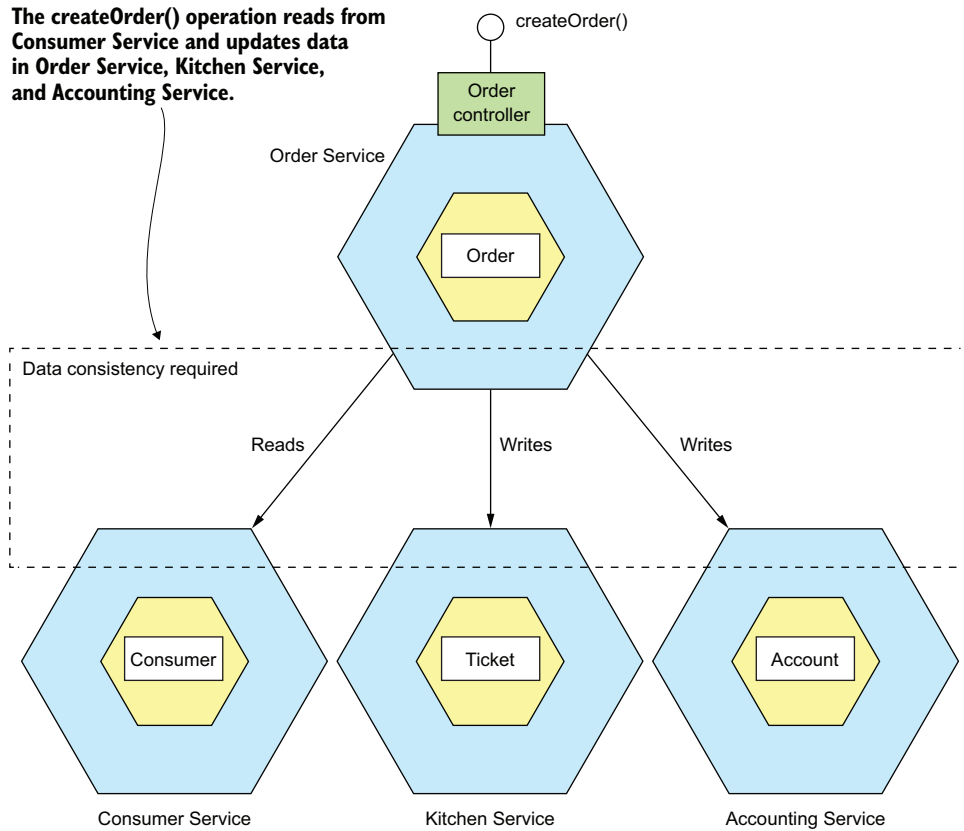 The createOrder() operation reads from
Consumer Service and updates data
in Order Service, Kitchen Service,
and Accounting Service.
createOrder()
Order
controller
Order Service
Order
Data consistency required
Reads
Writes
Writes
Consumer
Ticket
Account
Consumer Service
Kitchen Service
Accounting Service